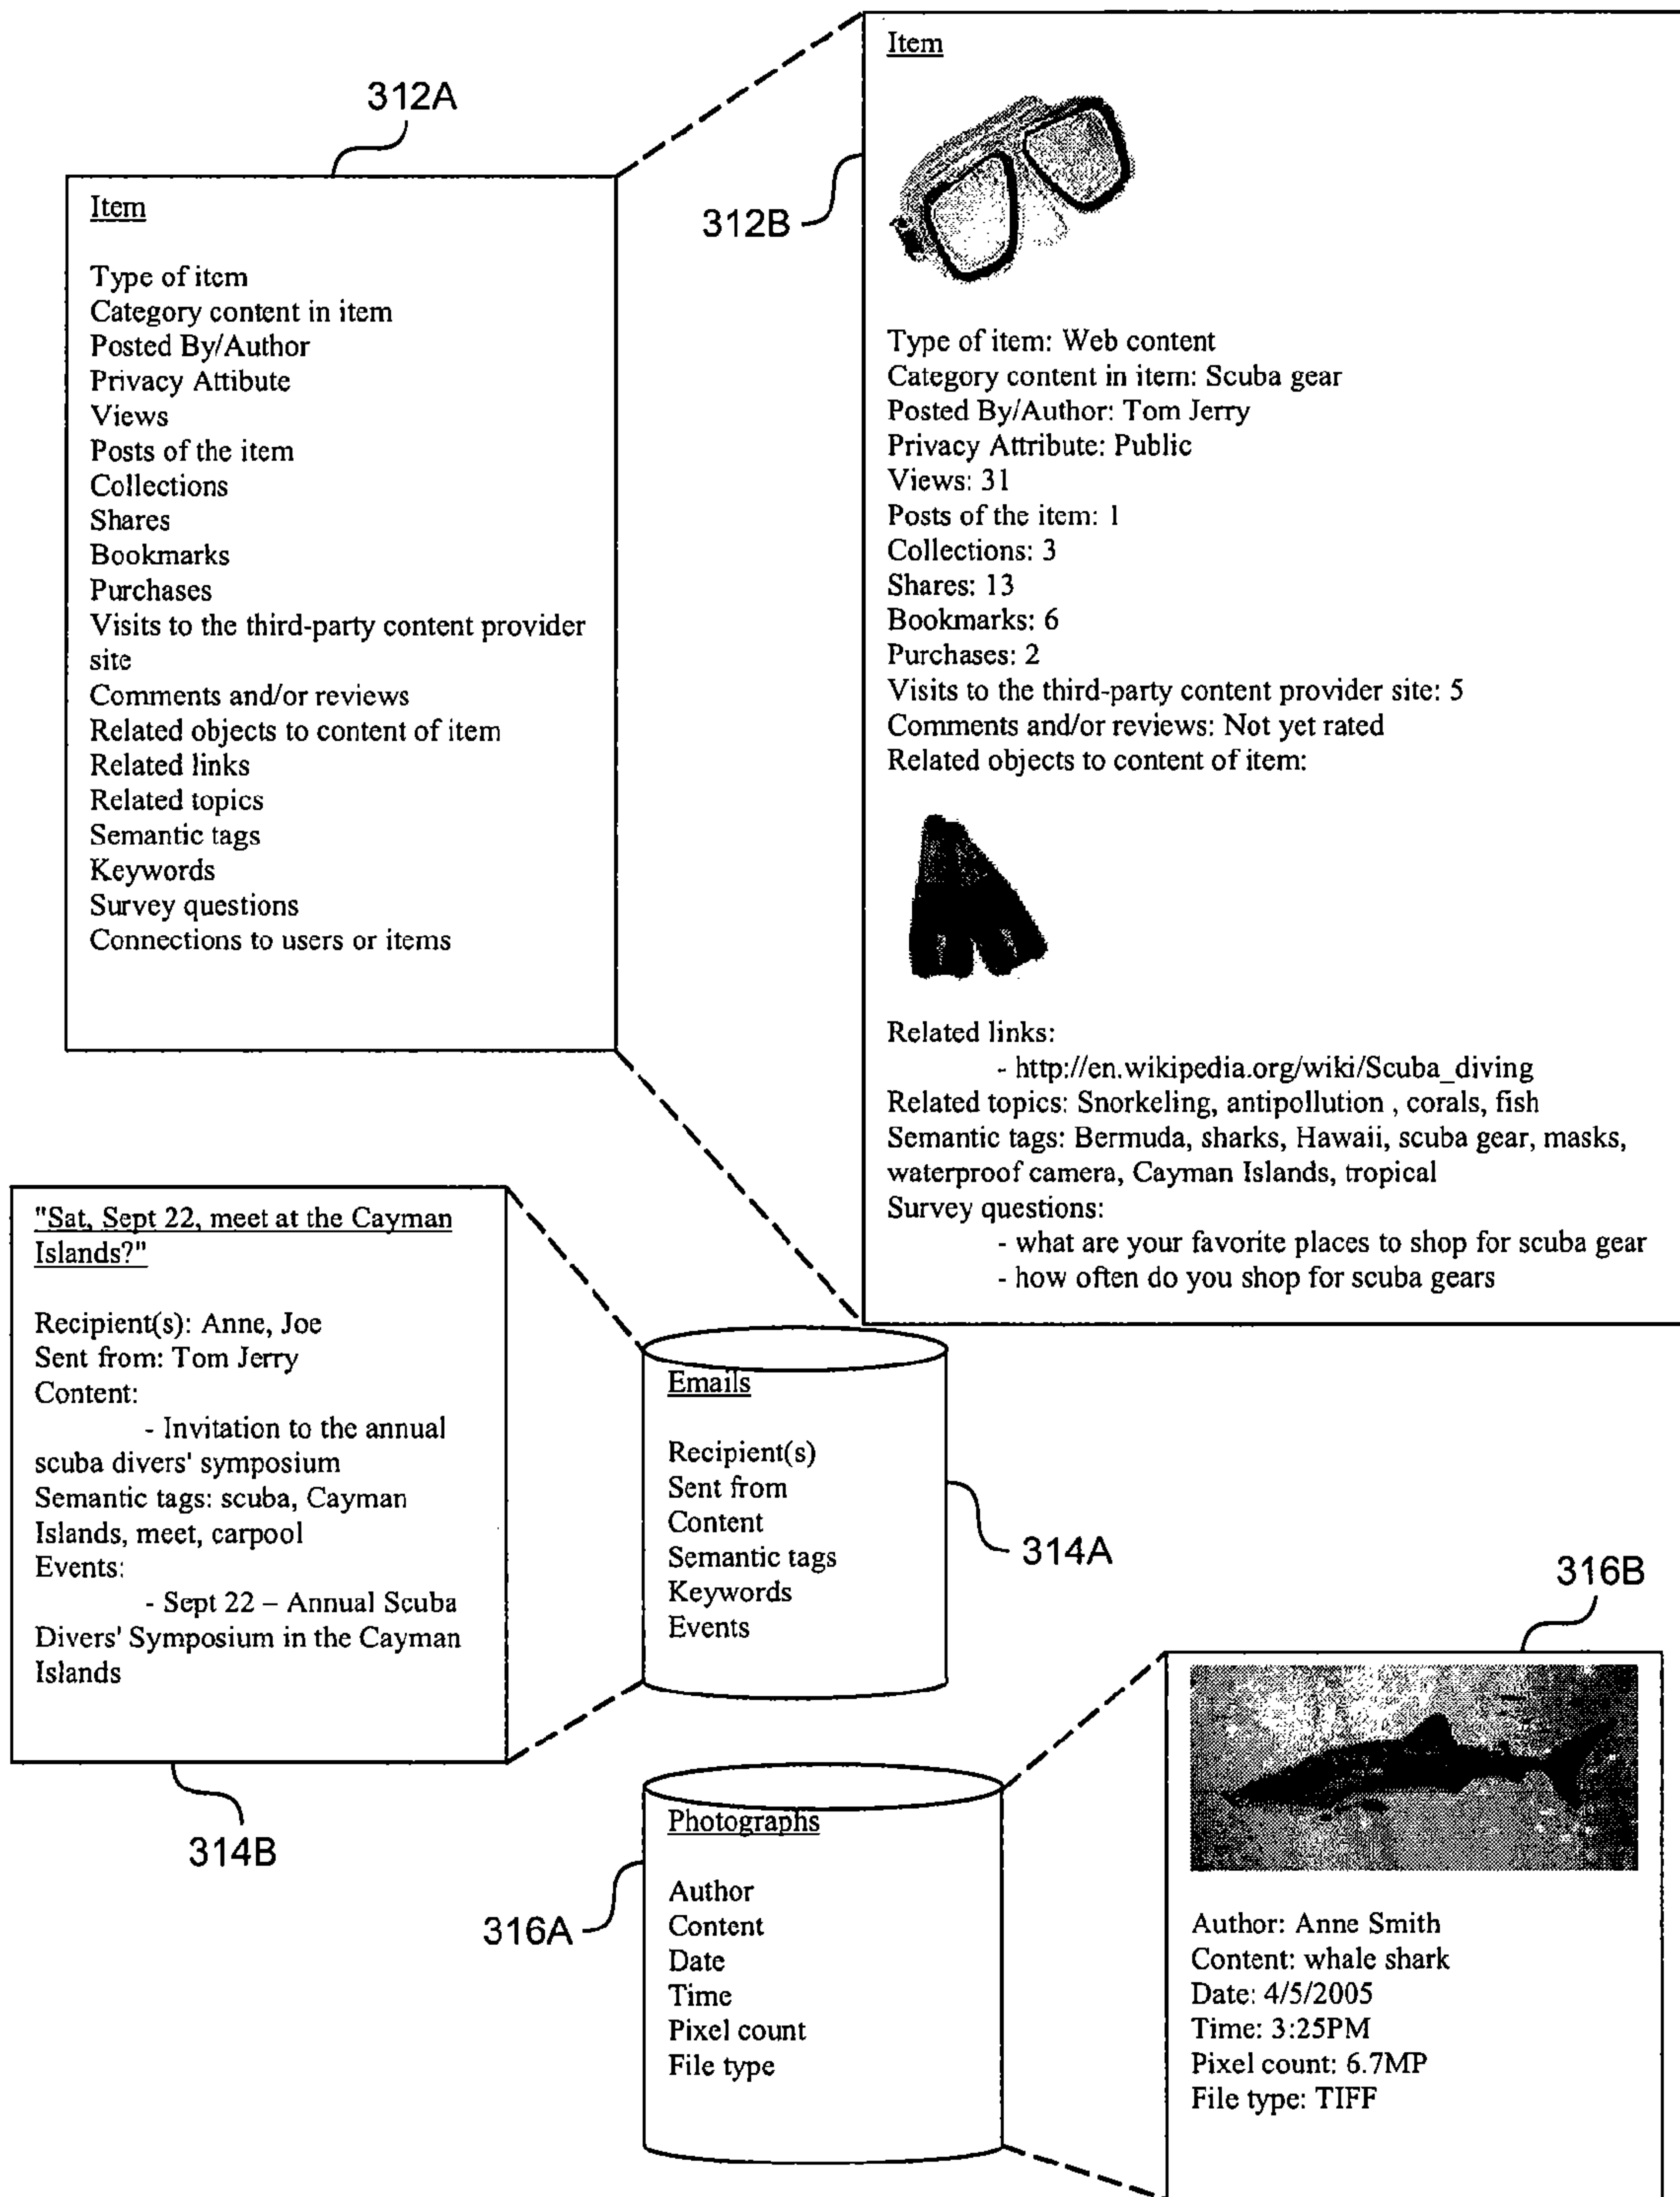 312A
Item
Type of item
Category content in item
Posted By/Author
Privacy Attibute
Views
Posts of the item
Collections
Shares
Bookmarks
Purchases
Visits to the third-party content provider
site
Comments and/or reviews
Related objects to content of item
Related links
Related topics
Semantic tags
Keywords
Survey questions
Connections to users or items
312B
Item
Type of item: Web content
Category content in item: Scuba gear
Posted By/Author: Tom Jerry
Privacy Attribute: Public
Views: 31
Posts of the item: 1
Collections: 3
Shares: 13
Bookmarks: 6
Purchases: 2
Visits to the third-party content provider site: 5
Comments and/or reviews: Not yet rated
Related objects to content of item:
Related links:
- http://en.wikipedia.org/wiki/Scuba_diving
Related topics: Snorkeling, antipollution , corals, fish
Semantic tags: Bermuda, sharks, Hawaii, scuba gear, masks,
waterproof camera, Cayman Islands, tropical
Survey questions:
- what are your favorite places to shop for scuba gear
- how often do you shop for scuba gears
"Sat, Sept 22, meet at the Cayman
Islands?"
Recipient(s): Anne, Joe
Sent from: Tom Jerry
Content:
- Invitation to the annual
scuba divers' symposium
Semantic tags: scuba, Cayman
Islands, meet, carpool
Events:
- Sept 22 – Annual Scuba
Divers' Symposium in the Cayman
Islands
314B
Emails
Recipient(s)
Sent from
Content
Semantic tags
Keywords
Events
314A
Photographs
Author
Content
Date
Time
Pixel count
File type
316A
316B
Author: Anne Smith
Content: whale shark
Date: 4/5/2005
Time: 3:25PM
Pixel count: 6.7MP
File type: TIFF